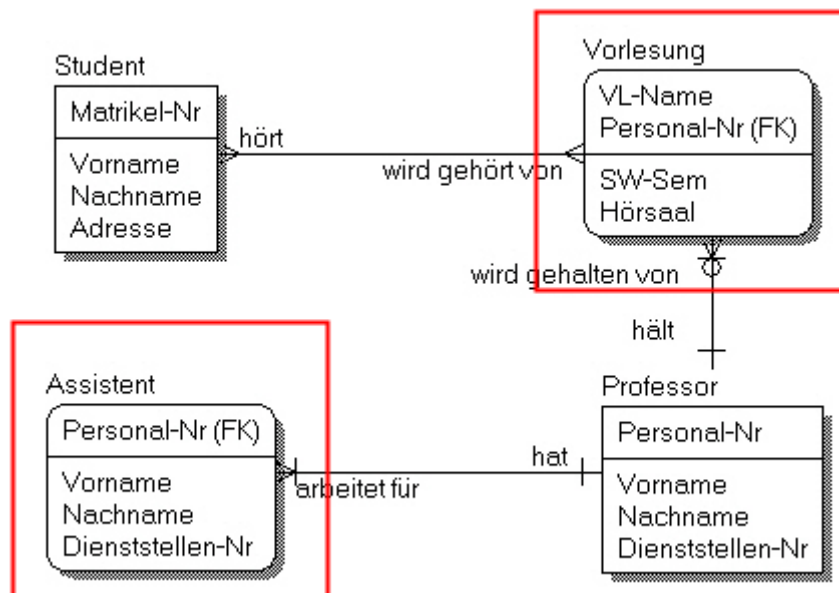 Student
Matrikel-Nr
Vorname
Nachname
Adresse
hört
wird gehört von
Vorlesung
VL-Name
Personal-Nr (FK)
SW-Sem
Hörsaal
wird gehalten von
hält
Assistent
Personal-Nr (FK)
Vorname
Nachname
Dienststellen-Nr
arbeitet für
hat
Professor
Personal-Nr
Vorname
Nachname
Dienststellen-Nr